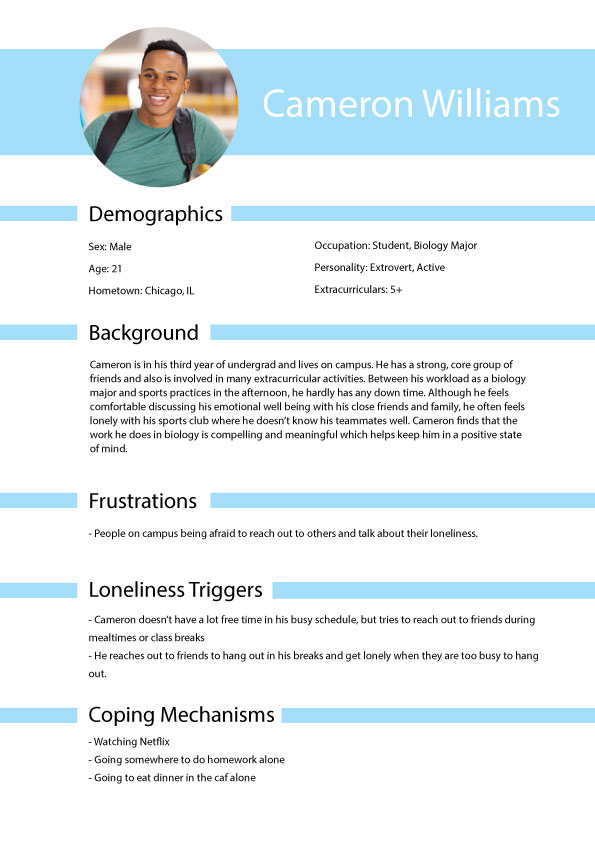 Cameron Williams
Demographics
Sex: Male
Age: 21
Hometown: Chicago, IL
Occupation: Student, Biology Major
Personality: Extrovert, Active
Extracurriculars: 5+
Background
Cameron is in his third year of undergrad and lives on campus. He has a strong, core group of
friends and also is involved in many extracurricular activities. Between his workload as a biology
major and sports practices in the afternoon, he hardly has any down time. Although he feels
comfortable discussing his emotional well being with his close friends and family, he often feels
lonely with his sports club where he doesn't know his teammates well. Cameron finds that the
work he does in biology is compelling and meaningful which helps keep him in a positive state
of mind.
Frustrations
- People on campus being afraid to reach out to others and talk about their loneliness.
Loneliness Triggers
- Cameron doesn't have a lot free time in his busy schedule, but tries to reach out to friends during
mealtimes or class breaks
- He reaches out to friends to hang out in his breaks and get lonely when they are too busy to hang
out.
Coping Mechanisms
- Watching Netflix
- Going somewhere to do homework alone
- Going to eat dinner in the caf alone